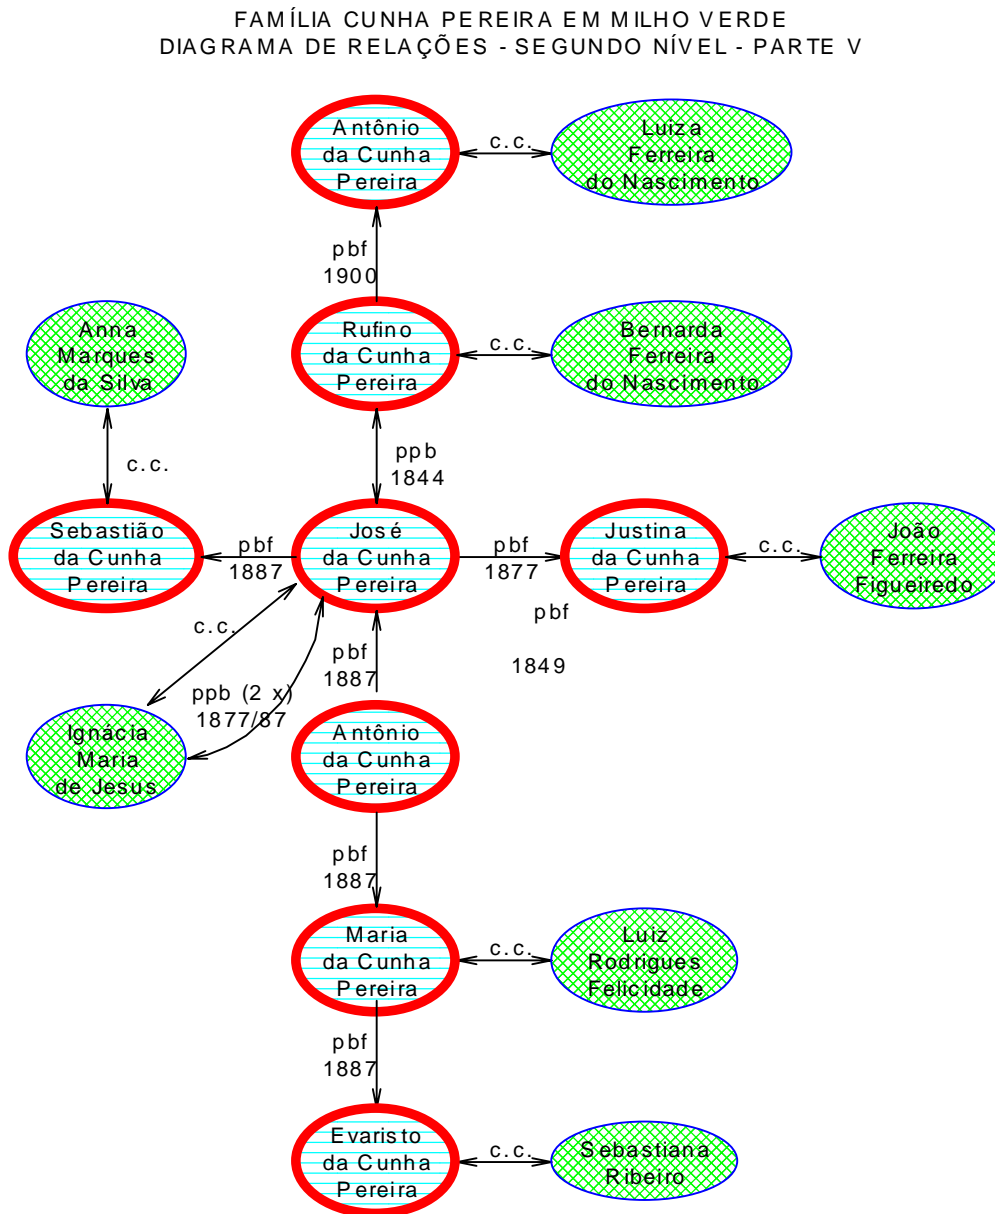 FAMÍLIA CUNHA PEREIRA EM MILHO VERDE
DIAGRAMA DE RELAÇÕES - SEGUNDO NÍVEL - PARTE V
Antônio
da Cunha
Pereira
c.c.
Luiza
Ferreira
do Nascimento
pbf
1900
Anna
Marques
da Silva
Rufino
da Cunha
Pereira
c.c.
Bernarda
Ferreira
do Nascimento
c.c.
ppb
1844
Sebastião
da Cunha
Pereira
pbf
1887
José
da Cunha
Pereira
pbf
1877
Justina
da Cunha
Pereira
c.c.
João
Ferreira
Figueiredo
pbf
1849
c.c.
pbf
1887
ppb (2 x)
1877/87
Ignácia
Maria
de Jesus
Antônio
da Cunha
Pereira
pbf
1887
Maria
da Cunha
Pereira
c.c.
Luiz
Rodrigues
Felicidade
pbf
1887
Evaristo
da Cunha
Pereira
c.c.
Sebastiana
Ribeiro